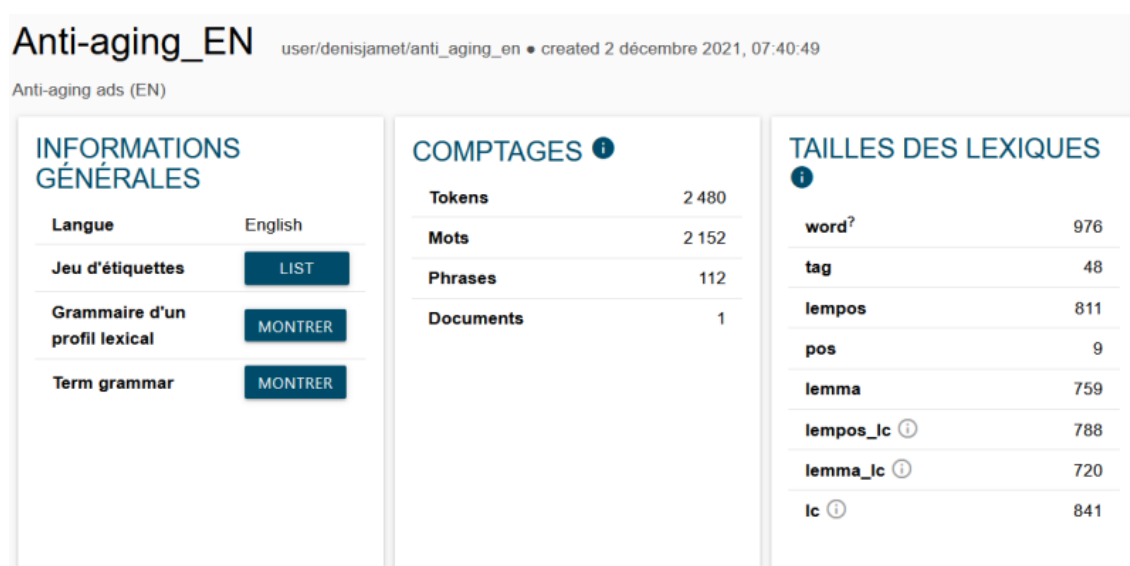 Anti-aging_EN user/denisjamet/anti_aging_en ● created 2 décembre 2021, 07:40:49
Anti-aging ads (EN)
INFORMATIONS
GÉNÉRALES
Langue English
Jeu d'étiquettes LIST
Grammaire d'un
profil lexical MONTRER
Term grammar MONTRER
COMPTAGES i
Tokens 2 480
Mots 2 152
Phrases 112
Documents 1
TAILLES DES LEXIQUES
i
word? 976
tag 48
lempos 811
pos 9
lemma 759
lempos_lc i 788
lemma_lc i 720
lc i 841